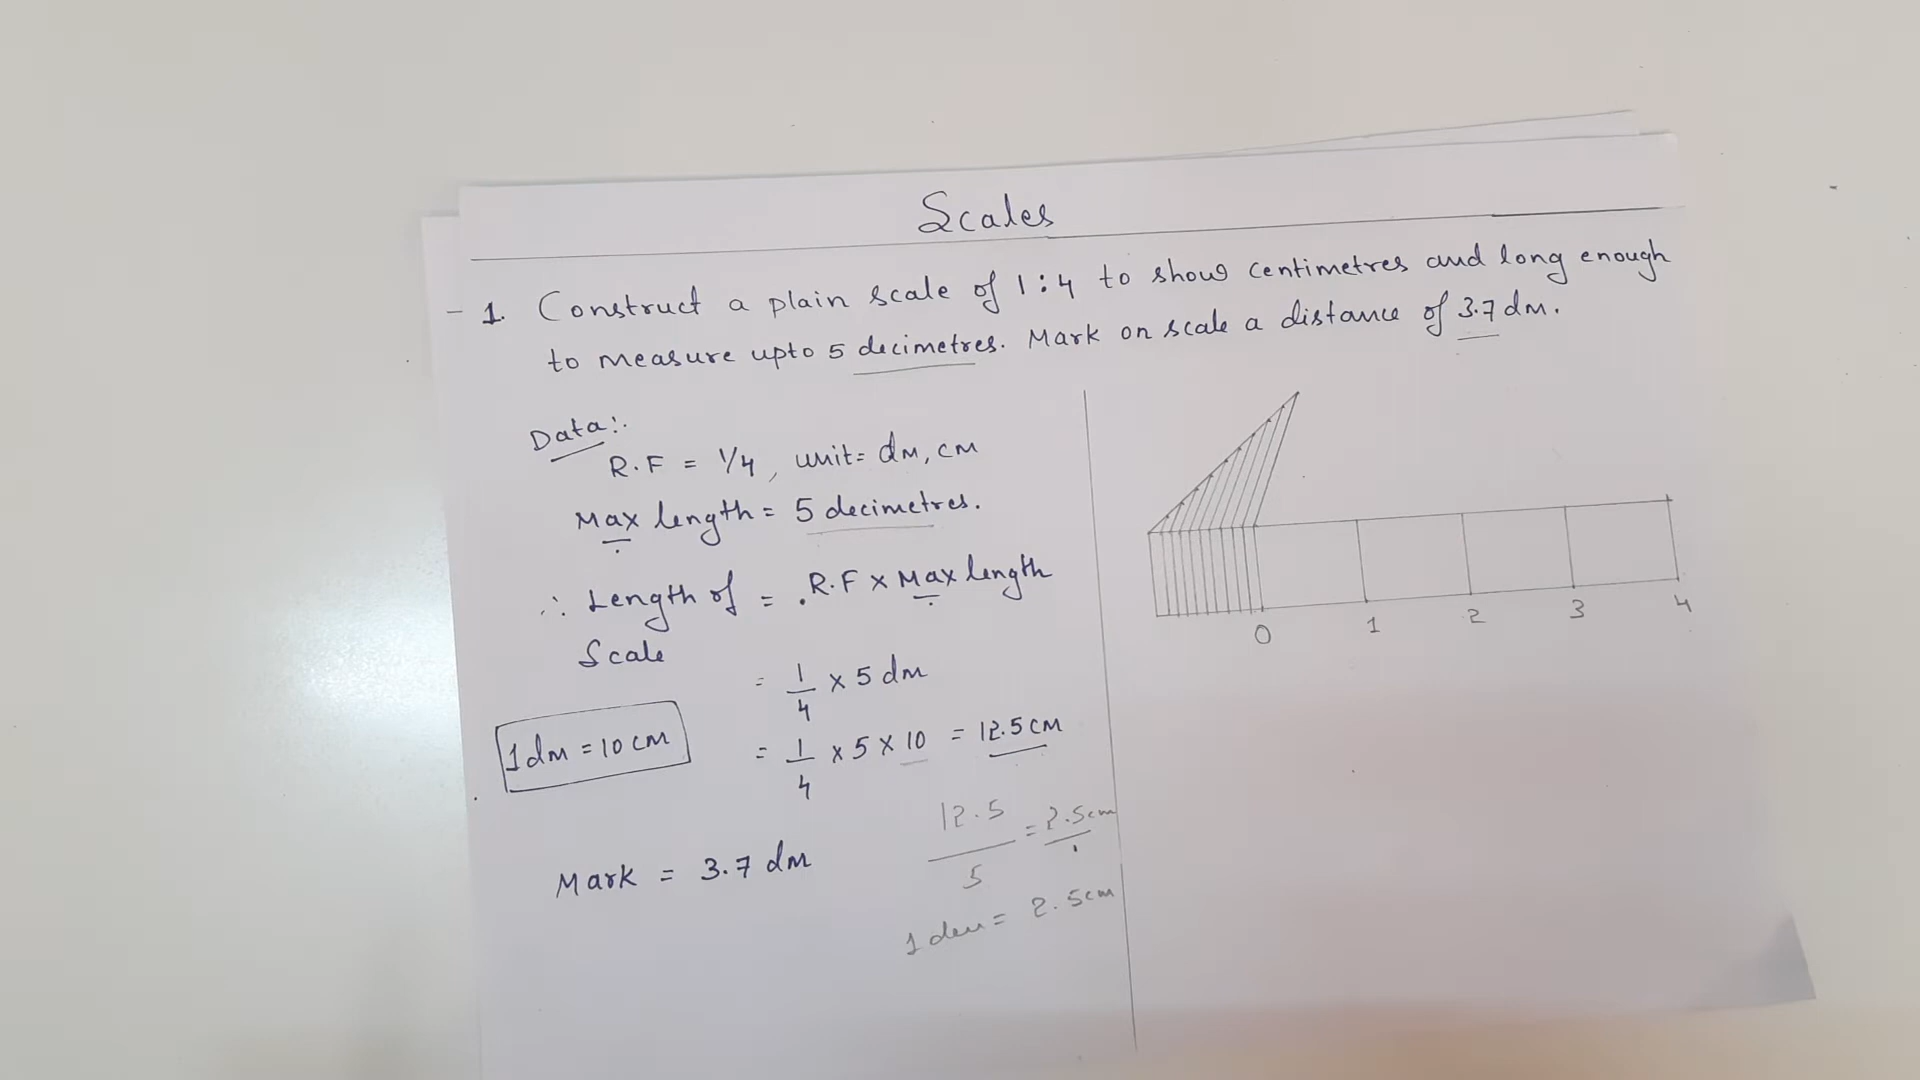 Scales
1. Construct a plain scale of 1:4 to show centimetres and long enough
to measure upto 5 decimetres. Mark on scale a distance of 3.7 dm.
Data:
R.F = 1/4, unit= dm, cm
Max length = 5 decimetres.
∴ Length of = R.F x Max length
Scale
= 1/4 x 5 dm
1 dm = 10 cm
= 1/4 x 5 x 10 = 12.5 cm
12.5/5 = 2.5cm
Mark = 3.7 dm
1 dm = 2.5cm
0 1 2 3 4